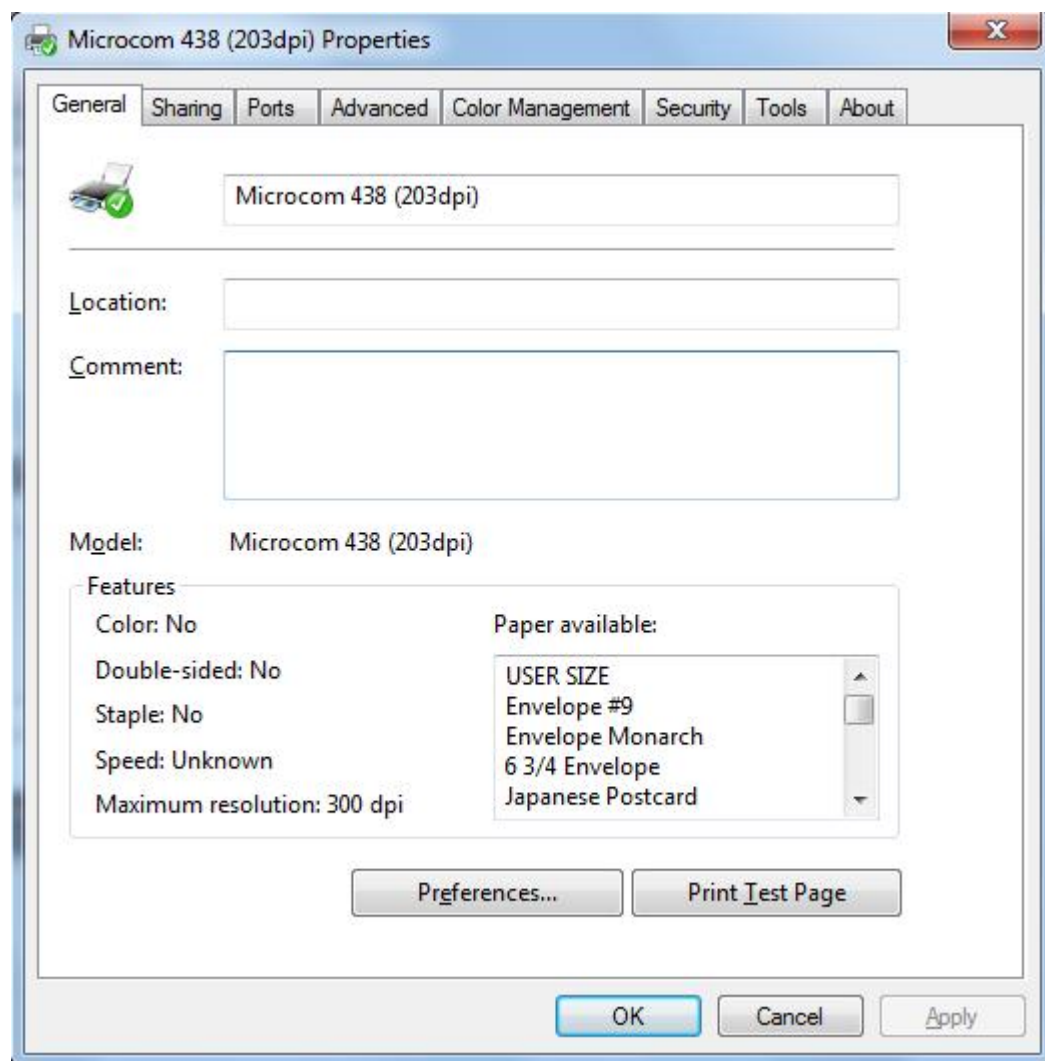 Microcom 438 (203dpi) Properties
General Sharing Ports Advanced Color Management Security Tools About
Microcom 438 (203dpi)
Location:
Comment:
Model: Microcom 438 (203dpi)
Features
Color: No
Double-sided: No
Staple: No
Speed: Unknown
Maximum resolution: 300 dpi
Paper available:
USER SIZE
Envelope #9
Envelope Monarch
6 3/4 Envelope
Japanese Postcard
Preferences... Print Test Page
OK Cancel Apply